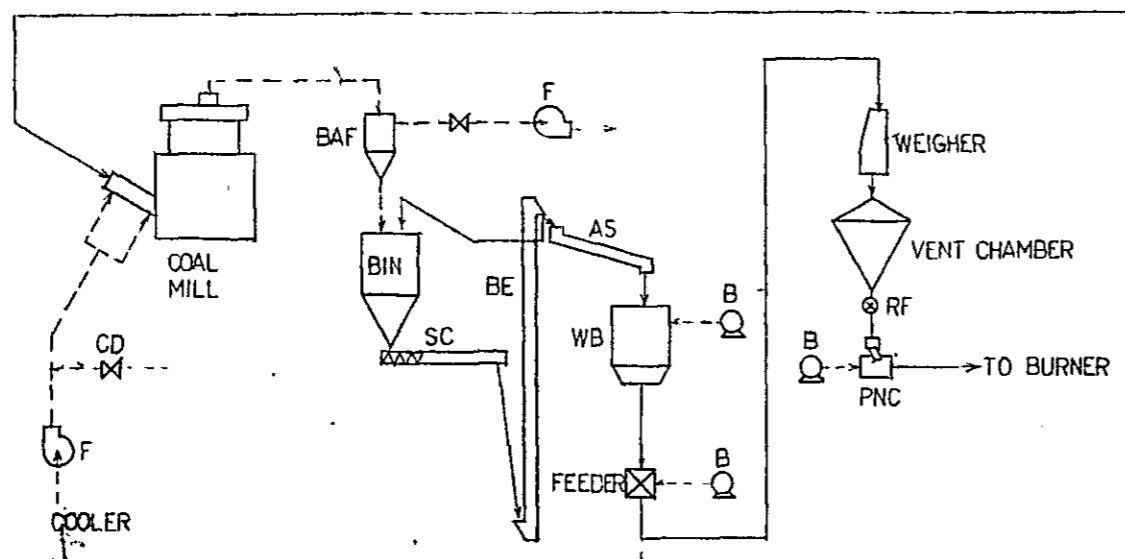 F
BAF
WEIGHER
COAL
MILL
AS
VENT CHAMBER
BIN
BE
B
RF
CD
SC
WB
B
TO BURNER
PNC
F
B
FEEDER
COOLER